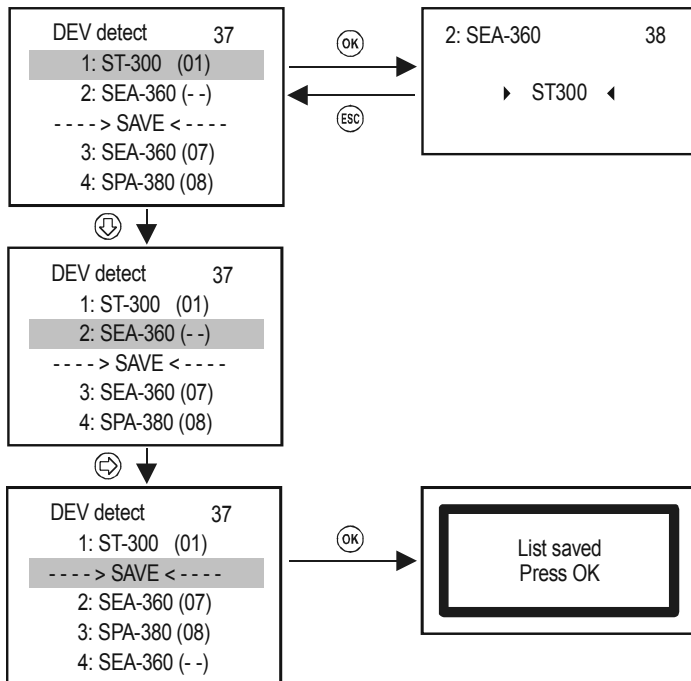 DEV detect 37
1: ST-300 (01)
2: SEA-360 (- -)
- - - - > SAVE < - - - -
3: SEA-360 (07)
4: SPA-380 (08)
OK
ESC
2: SEA-360 38
ST300
DEV detect 37
1: ST-300 (01)
2: SEA-360 (- -)
- - - - > SAVE < - - - -
3: SEA-360 (07)
4: SPA-380 (08)
DEV detect 37
1: ST-300 (01)
- - - - > SAVE < - - - -
2: SEA-360 (07)
3: SPA-380 (08)
4: SEA-360 (- -)
OK
List saved
Press OK